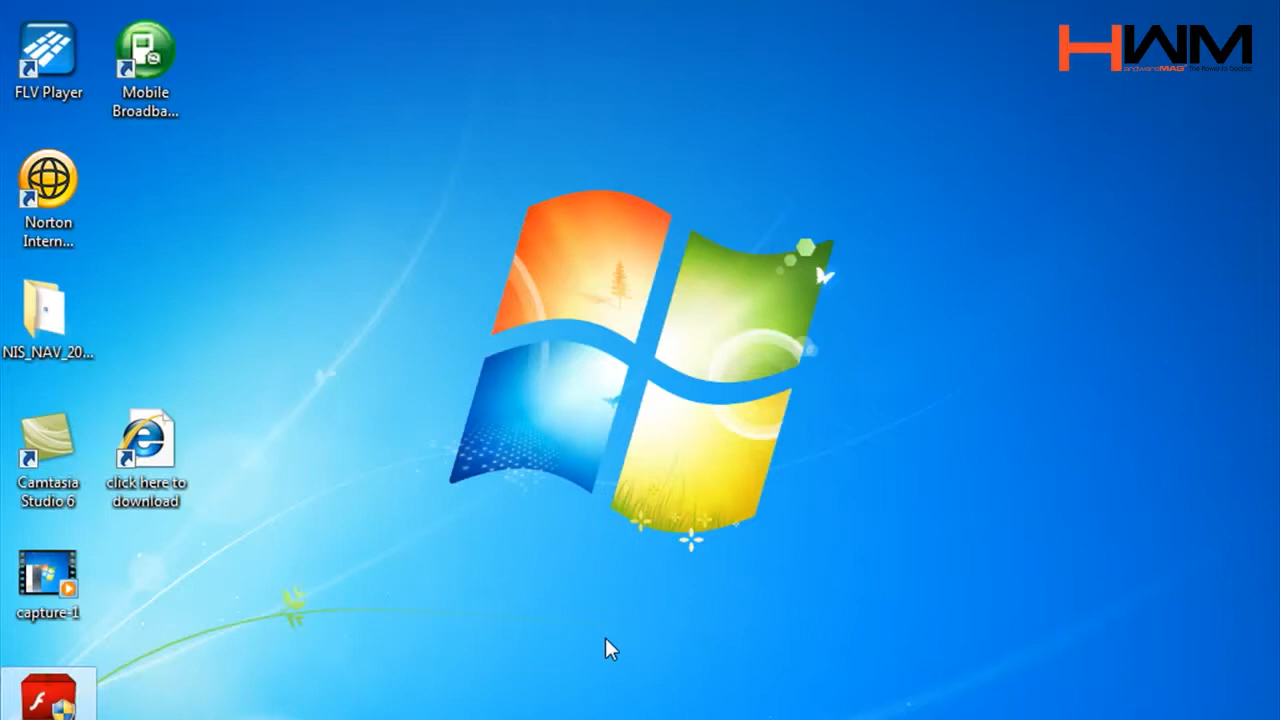 HWM
HardwareMAG
FLV Player
Mobile
Broadba...
Norton
Intern...
NIS_NAV_20...
Camtasia
Studio 6
click here to
download
capture-1